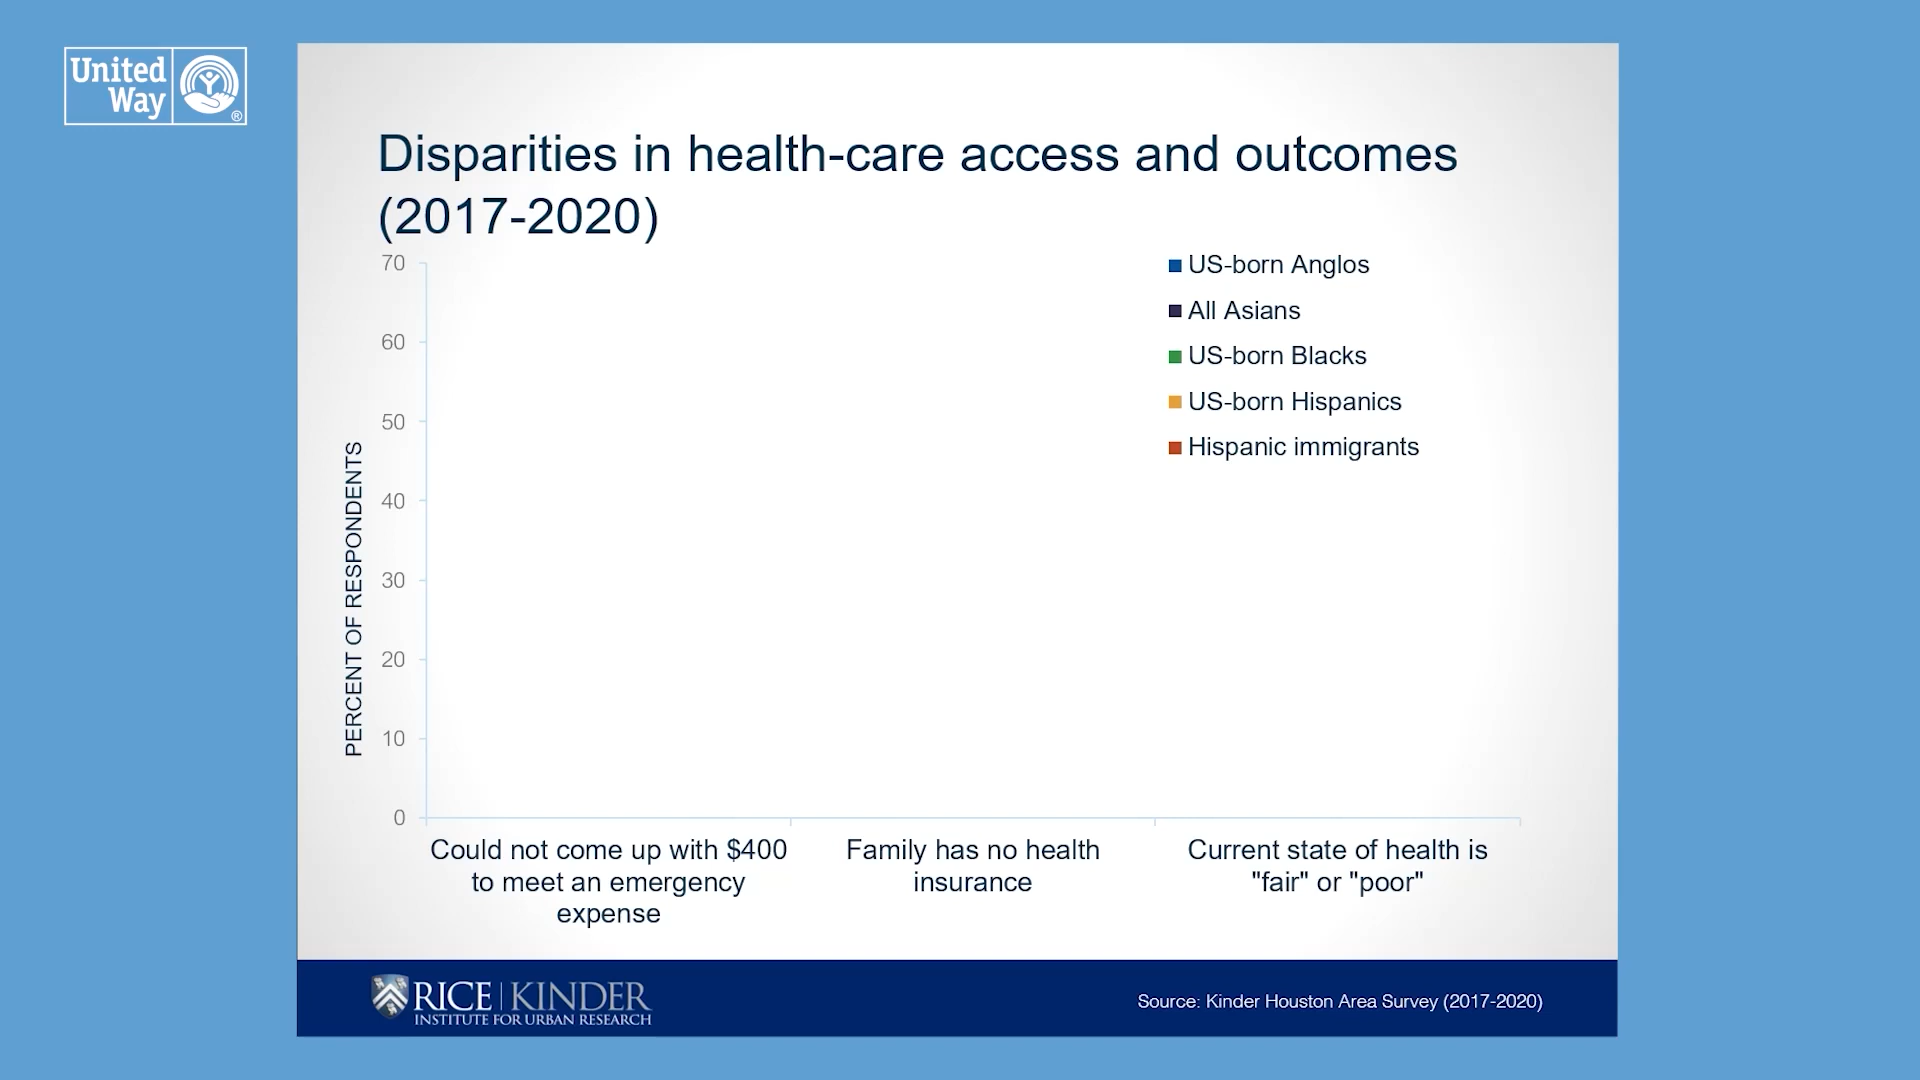 United
Way
®
Disparities in health-care access and outcomes
(2017-2020)
70
60
50
40
30
20
10
0
PERCENT OF RESPONDENTS
US-born Anglos
All Asians
US-born Blacks
US-born Hispanics
Hispanic immigrants
Could not come up with $400
to meet an emergency
expense
Family has no health
insurance
Current state of health is
"fair" or "poor"
RICE | KINDER
INSTITUTE FOR URBAN RESEARCH
Source: Kinder Houston Area Survey (2017-2020)